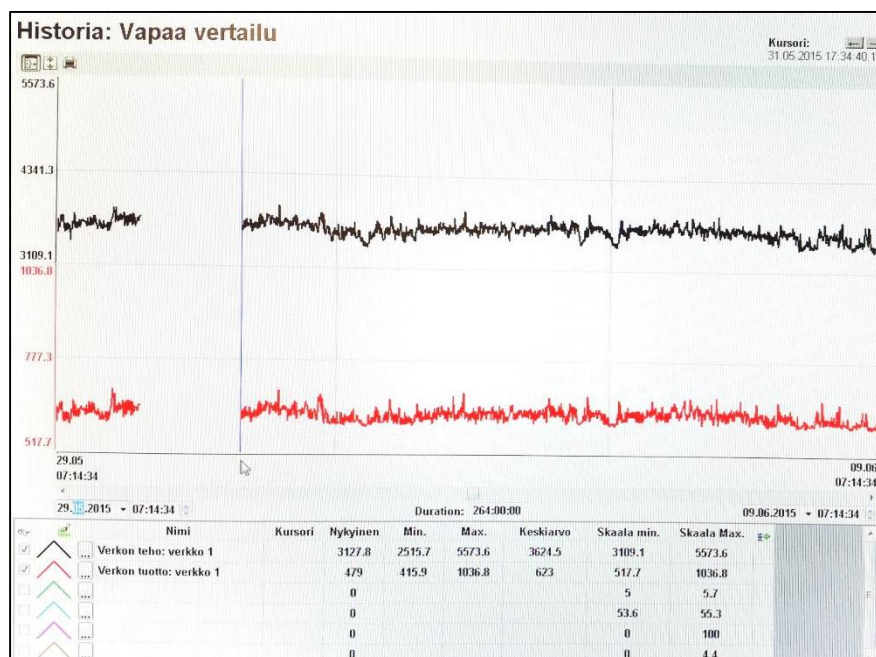 Historia: Vapaa vertailu
Kursori:
31.05.2015 17:34:40.1
5573.6
4341.3
3109.1
1036.8
777.3
517.7
29.05
07:14:34
09.06
07:14:34
29.05.2015 07:14:34
Duration: 264:00:00
09.06.2015 07:14:34
Nimi Kursori Nykyinen Min. Max. Keskiarvo Skaala min. Skaala Max.
... Verkon teho: verkko 1 3127.8 2515.7 5573.6 3624.5 3109.1 5573.6
... Verkon tuotto: verkko 1 479 415.9 1036.8 623 517.7 1036.8
... 0 5 5.7
... 0 53.6 55.3
... 0 0 100
... 0 0 4.4